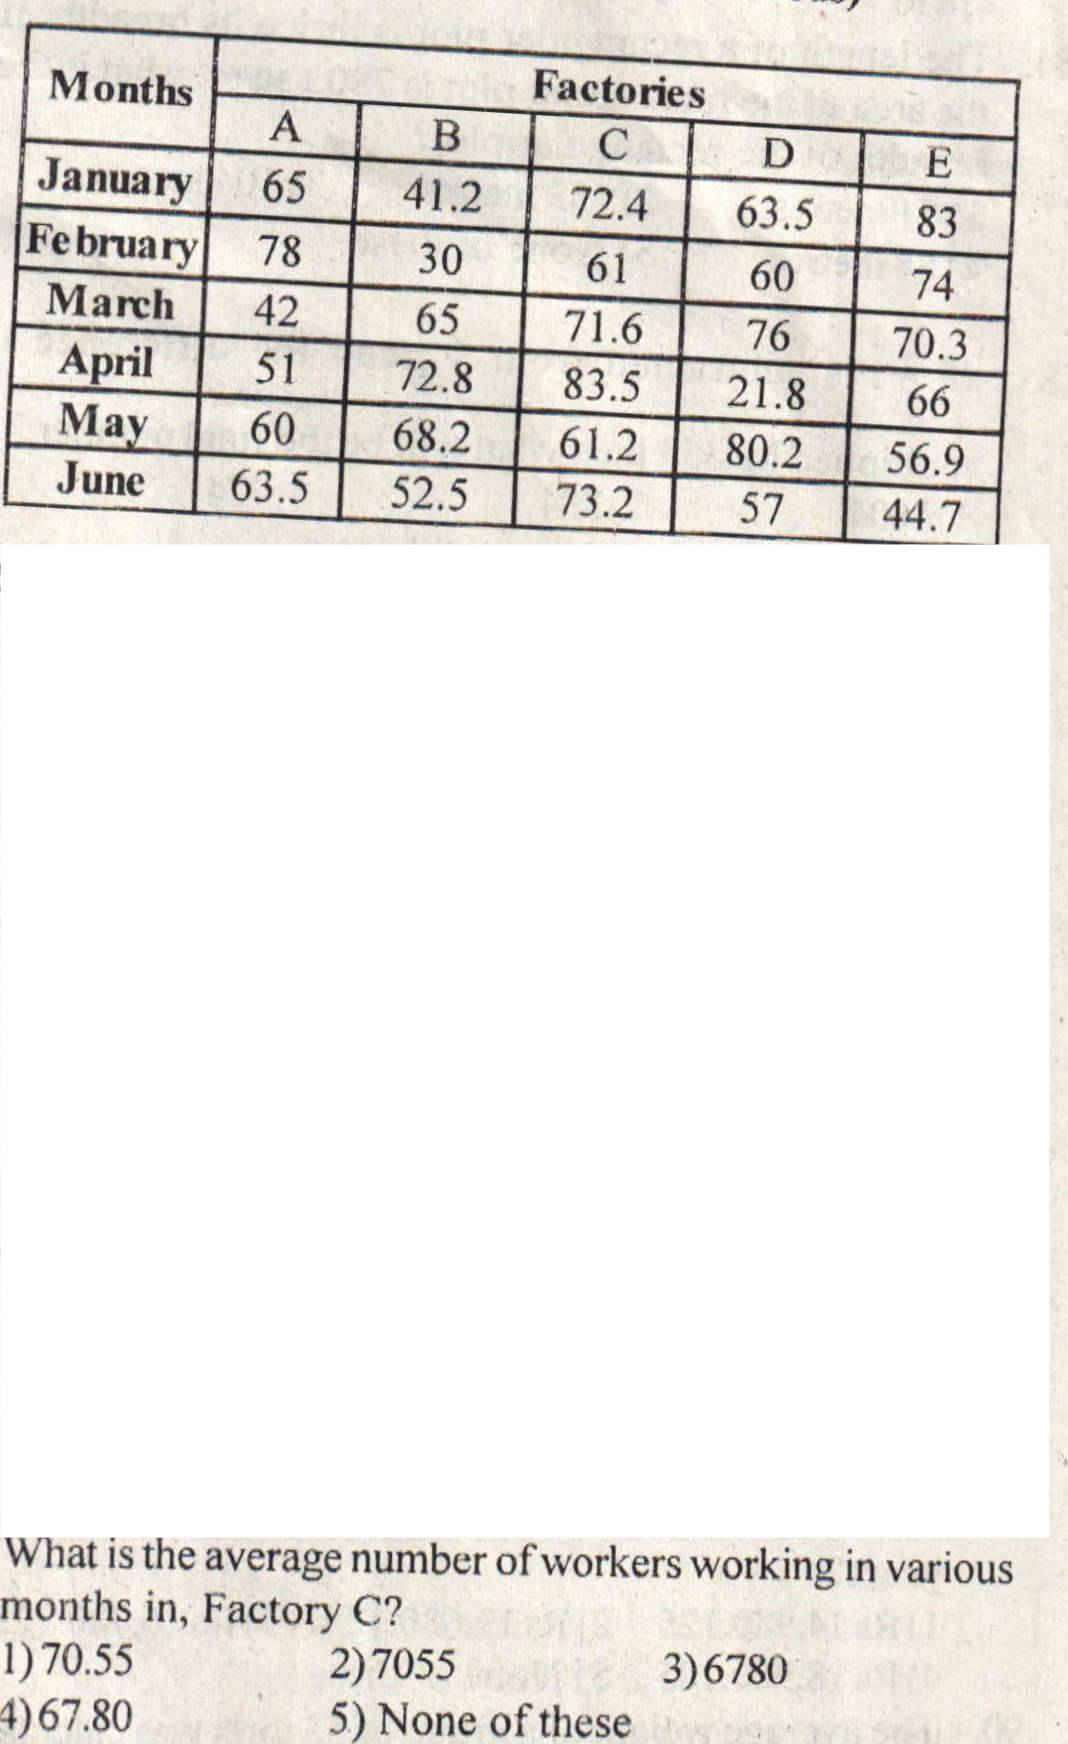 Months Factories
A B C D E
January 65 41.2 72.4 63.5 83
February 78 30 61 60 74
March 42 65 71.6 76 70.3
April 51 72.8 83.5 21.8 66
May 60 68.2 61.2 80.2 56.9
June 63.5 52.5 73.2 57 44.7
What is the average number of workers working in various
months in, Factory C?
1) 70.55 2) 7055 3) 6780
4) 67.80 5) None of these